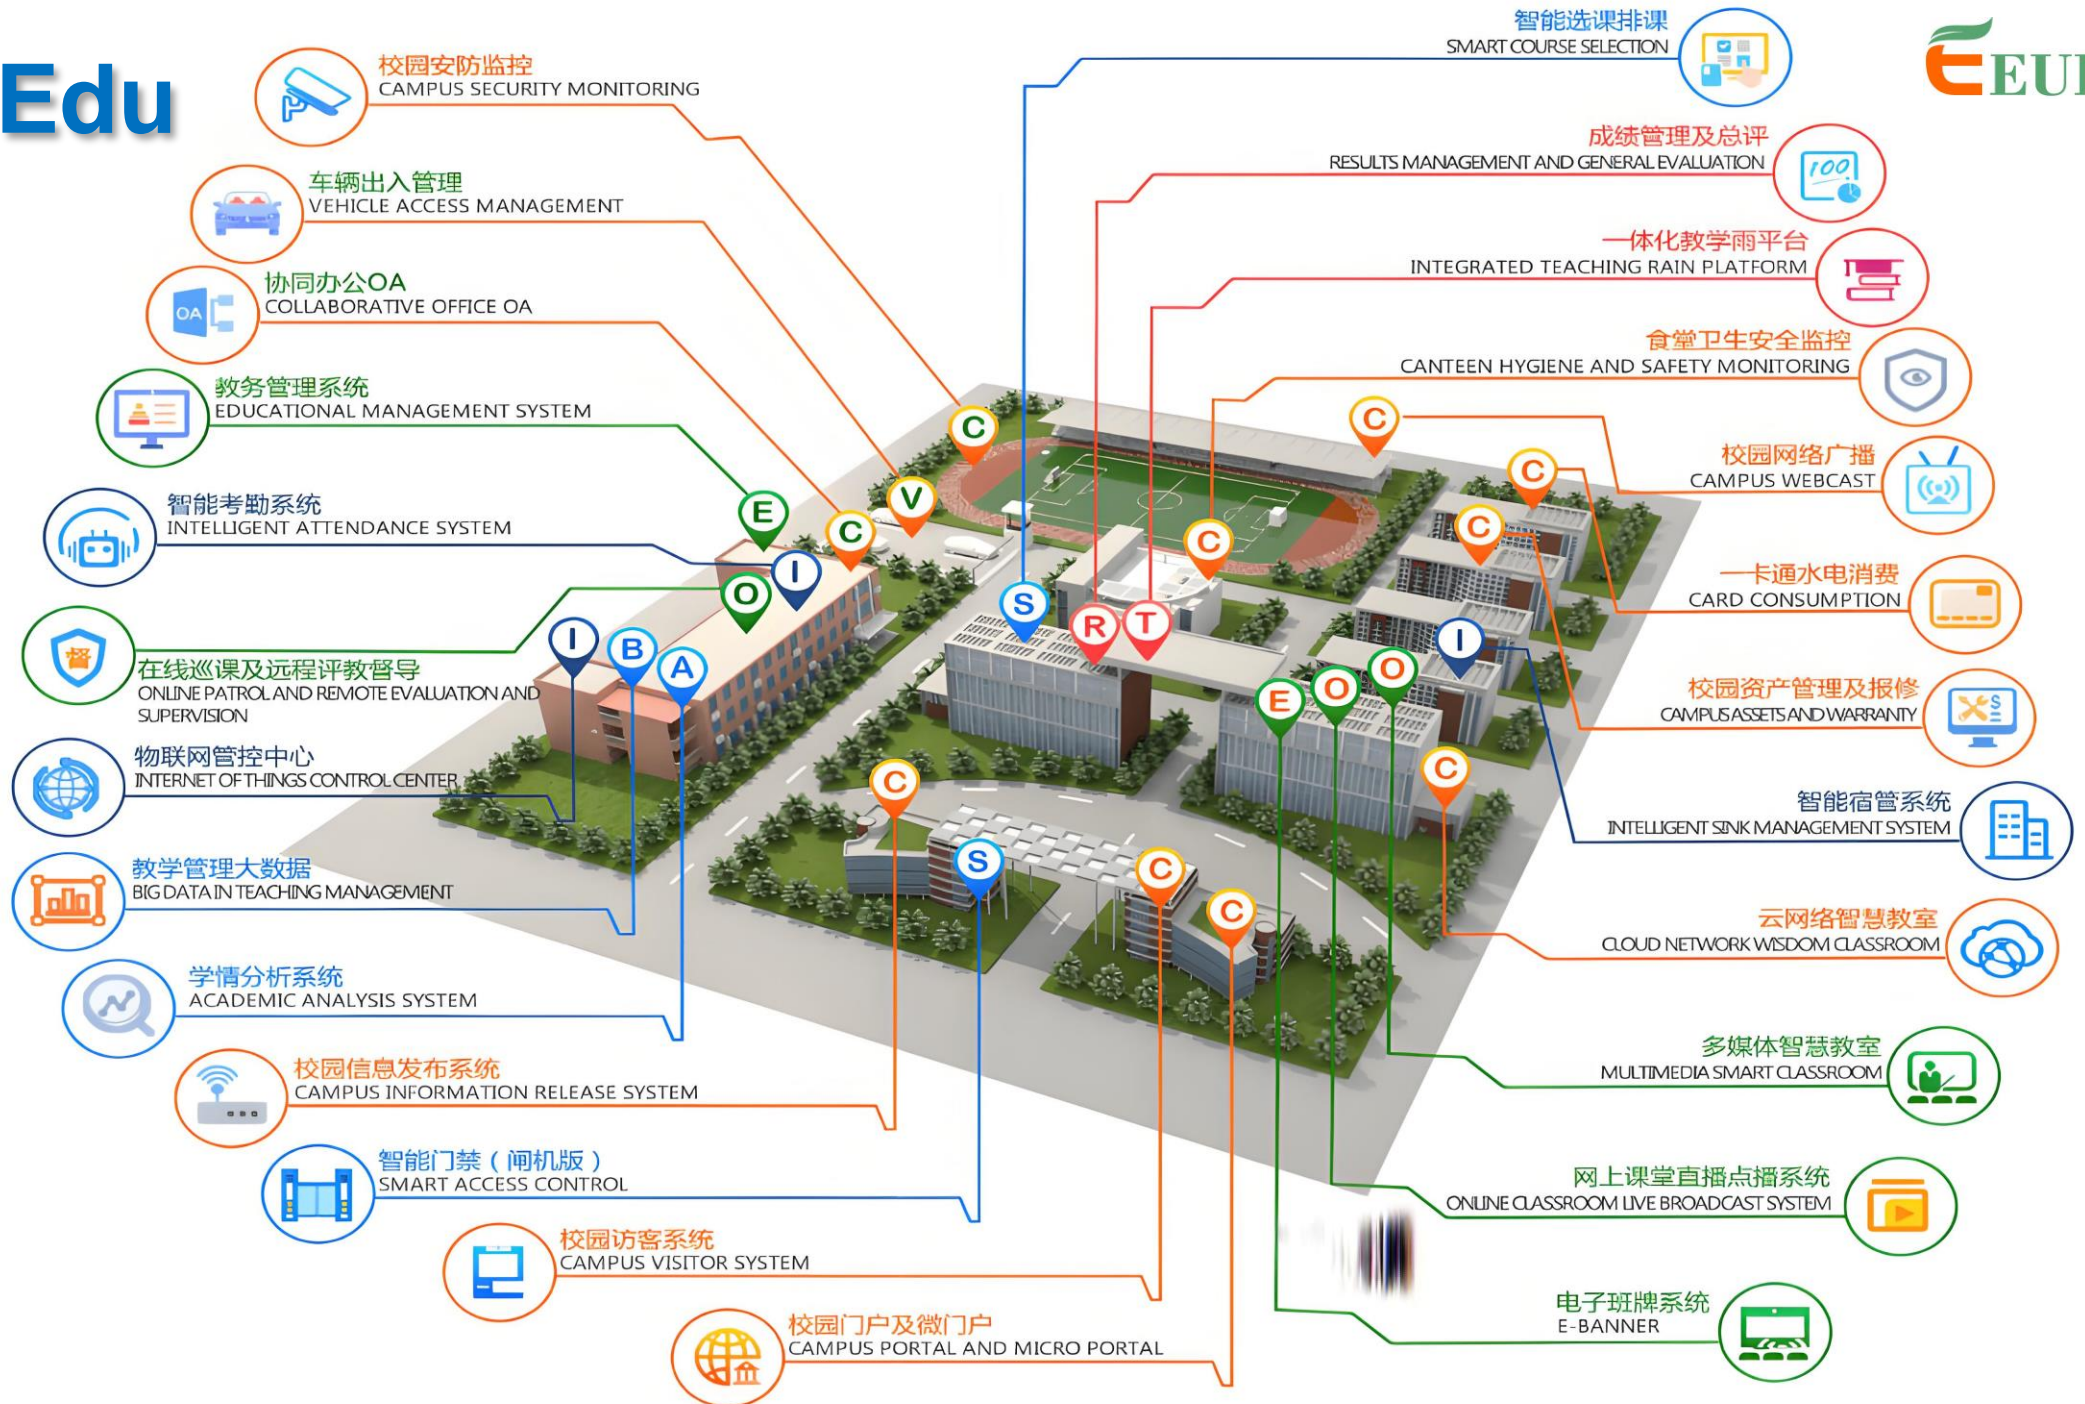 Edu
校园安防监控
CAMPUS SECURITY MONITORING
车辆出入管理
VEHICLE ACCESS MANAGEMENT
协同办公OA
COLLABORATIVE OFFICE OA
OA
教务管理系统
EDUCATIONAL MANAGEMENT SYSTEM
智能考勤系统
INTELLIGENT ATTENDANCE SYSTEM
督
在线巡课及远程评教督导
ONLINE PATROL AND REMOTE EVALUATION AND
SUPERVISION
物联网管控中心
INTERNET OF THINGS CONTROL CENTER
教学管理大数据
BIG DATA IN TEACHING MANAGEMENT
学情分析系统
ACADEMIC ANALYSIS SYSTEM
校园信息发布系统
CAMPUS INFORMATION RELEASE SYSTEM
智能门禁（闸机版）
SMART ACCESS CONTROL
校园访客系统
CAMPUS VISITOR SYSTEM
校园门户及微门户
CAMPUS PORTAL AND MICRO PORTAL
C
V
E
C
I
O
I
B
A
S
R
T
C
C
C
C
I
E
O
O
C
C
S
C
C
智能选课排课
SMART COURSE SELECTION
成绩管理及总评
RESULTS MANAGEMENT AND GENERAL EVALUATION
100
一体化教学雨平台
INTEGRATED TEACHING RAIN PLATFORM
食堂卫生安全监控
CANTEEN HYGIENE AND SAFETY MONITORING
校园网络广播
CAMPUS WEBCAST
一卡通水电消费
CARD CONSUMPTION
校园资产管理及报修
CAMPUS ASSETS AND WARRANTY
$
智能宿管系统
INTELLIGENT SINK MANAGEMENT SYSTEM
云网络智慧教室
CLOUD NETWORK WISDOM CLASSROOM
多媒体智慧教室
MULTIMEDIA SMART CLASSROOM
网上课堂直播点播系统
ONLINE CLASSROOM LIVE BROADCAST SYSTEM
电子班牌系统
E-BANNER